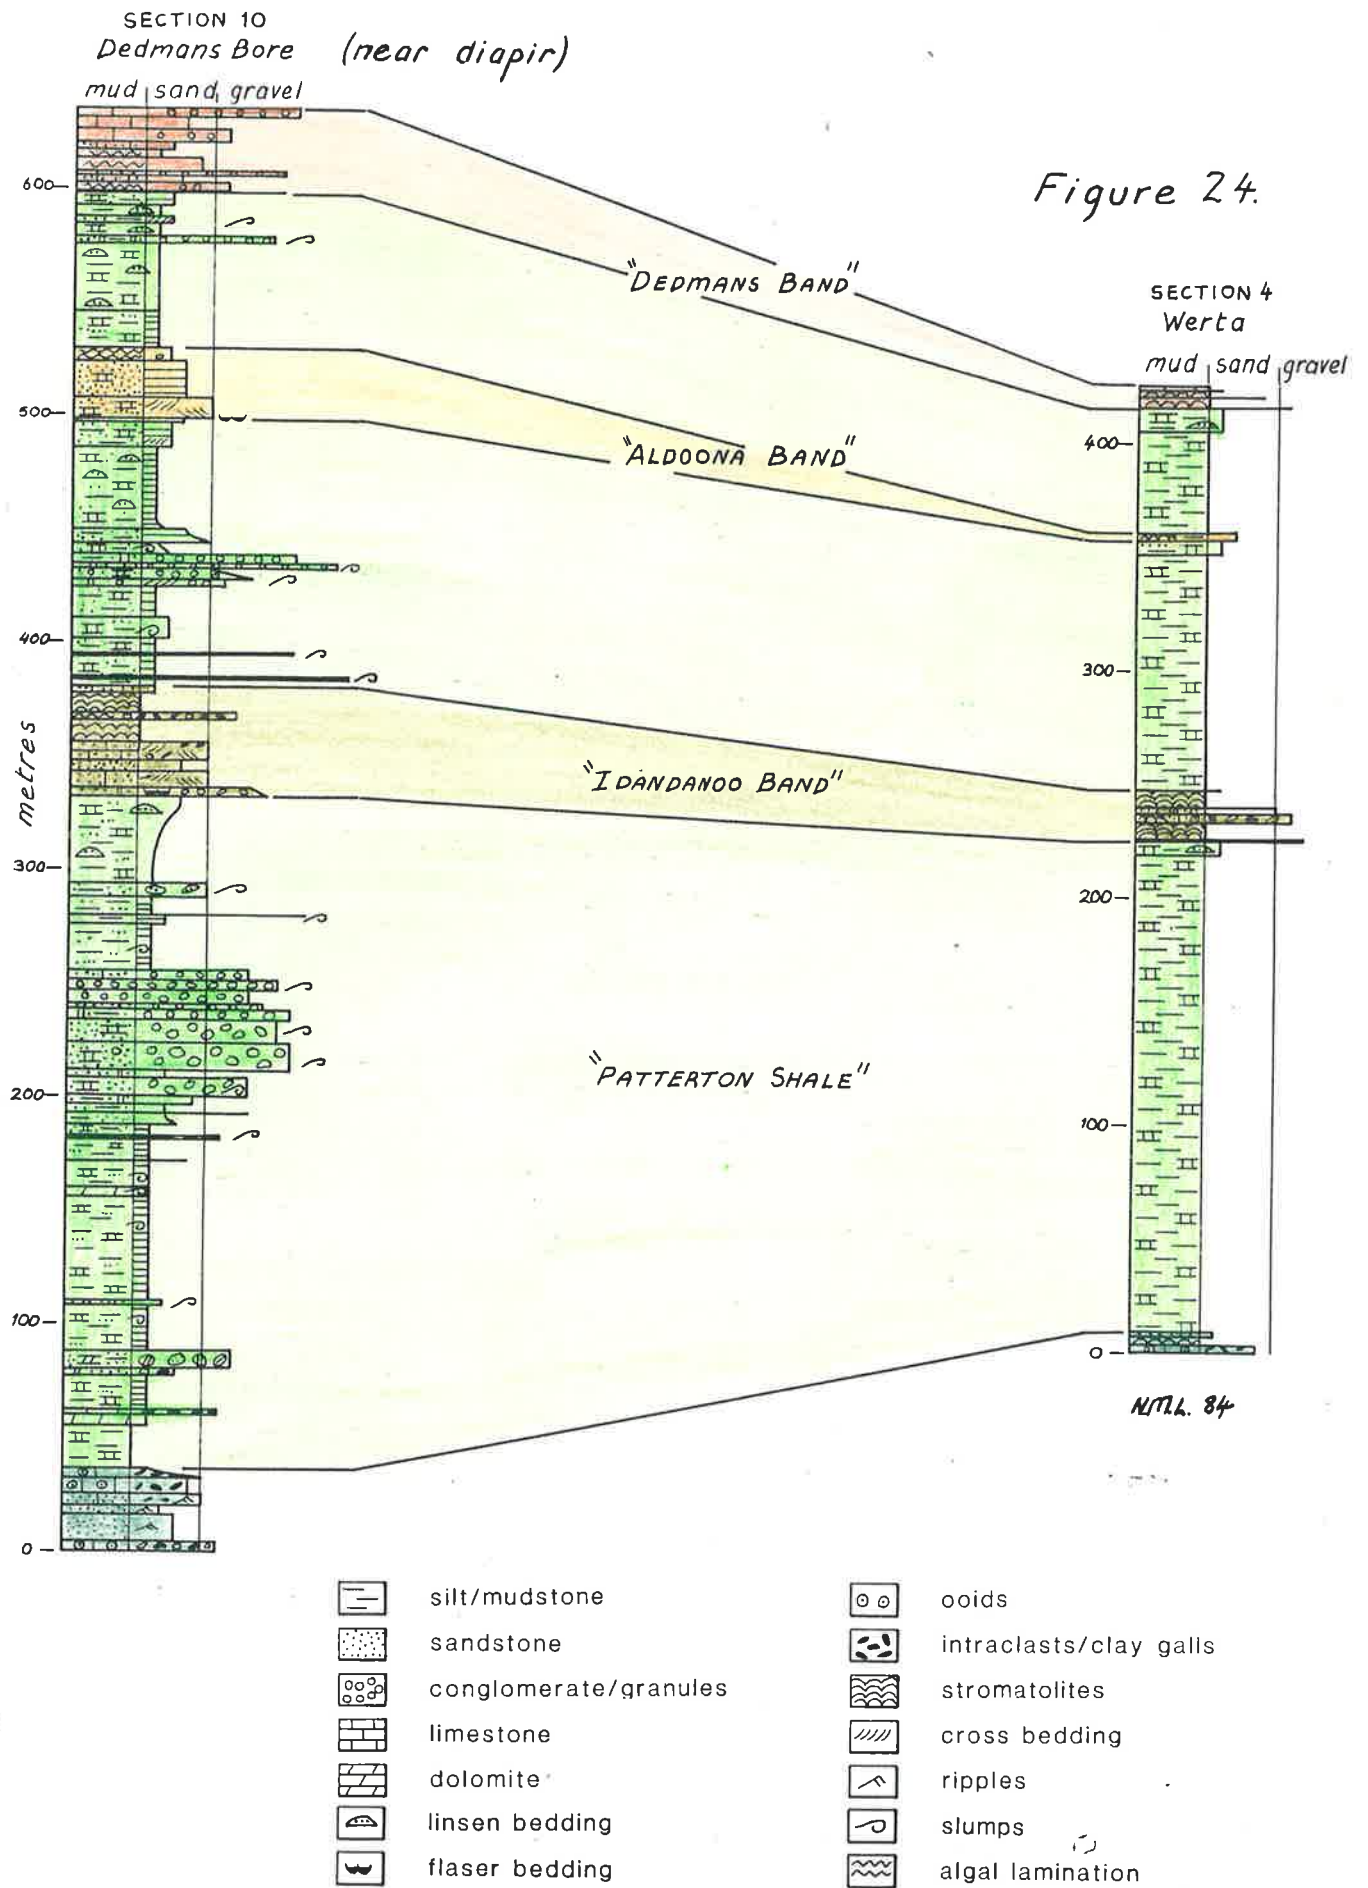 SECTION 10
Dedmans Bore (near diapir)
mud sand gravel
Figure 24.
600
"DEDMANS BAND"
SECTION 4
Werta
mud sand gravel
500
"ALDOONA BAND"
400
400
300
metres
"IDANDANOO BAND"
300
200
"PATTERTON SHALE"
200
100
100
0
N.M.L. 84
0
silt/mudstone
sandstone
conglomerate/granules
limestone
dolomite
linsen bedding
flaser bedding
ooids
intraclasts/clay galls
stromatolites
cross bedding
ripples
slumps
algal lamination